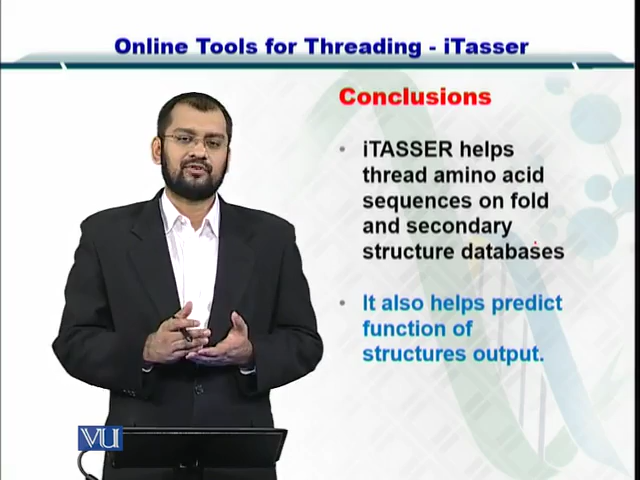 Online Tools for Threading - iTasser
Conclusions
• iTASSER helps
thread amino acid
sequences on fold
and secondary
structure databases
• It also helps predict
function of
structures output.
VU